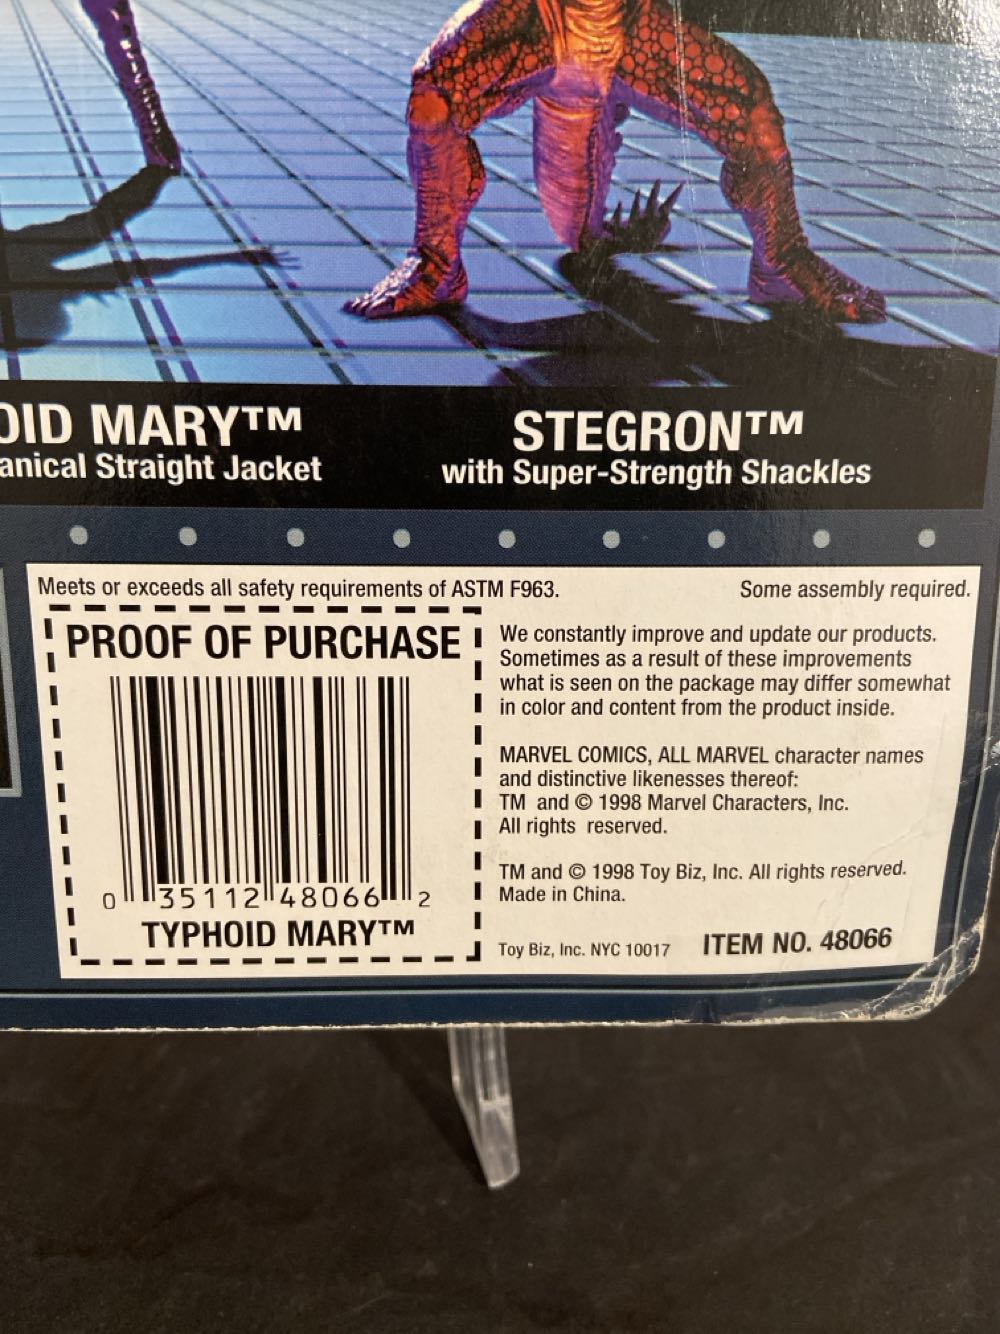 OID MARY™
anical Straight Jacket
STEGRON™
with Super-Strength Shackles
Meets or exceeds all safety requirements of ASTM F963.
Some assembly required.
PROOF OF PURCHASE
0 35112 48066 2
TYPHOID MARY™
We constantly improve and update our products.
Sometimes as a result of these improvements
what is seen on the package may differ somewhat
in color and content from the product inside.
MARVEL COMICS, ALL MARVEL character names
and distinctive likenesses thereof:
TM and © 1998 Marvel Characters, Inc.
All rights reserved.
TM and © 1998 Toy Biz, Inc. All rights reserved.
Made in China.
Toy Biz, Inc. NYC 10017
ITEM NO. 48066